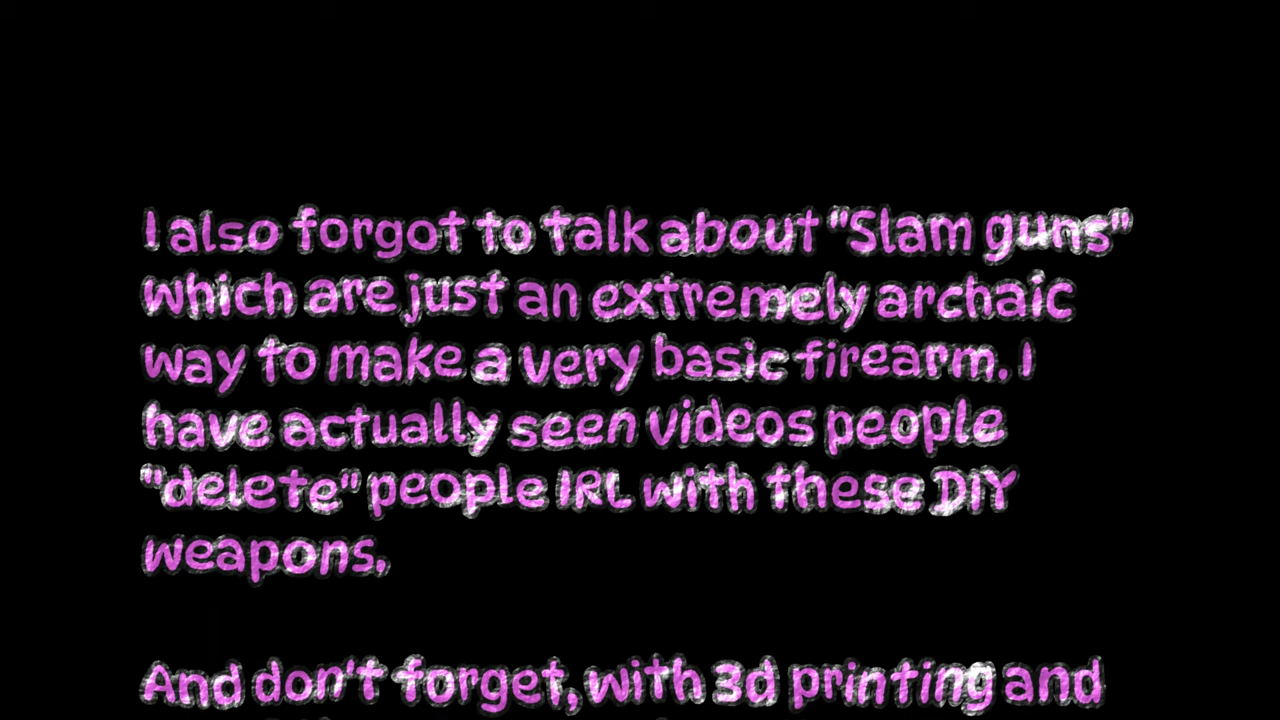 I also forgot to talk about "Slam guns"
which are just an extremely archaic
way to make a very basic firearm. I
have actually seen videos people
"delete" people IRL with these DIY
weapons.
And don't forget, with 3d printing and